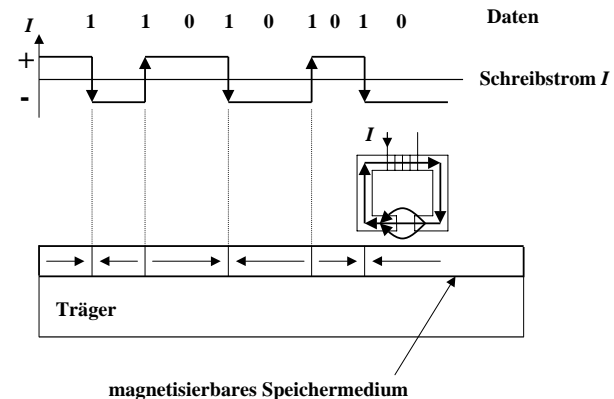 I 1 1 0 1 0 1 0 1 0 Daten
+
Schreibstrom I
-
I
Träger
magnetisierbares Speichermedium